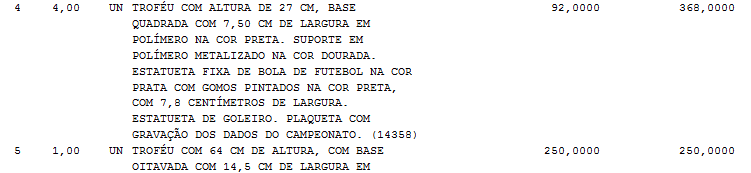 4 4,00 UN TROFÉU COM ALTURA DE 27 CM, BASE 92,0000 368,0000
QUADRADA COM 7,50 CM DE LARGURA EM
POLÍMERO NA COR PRETA. SUPORTE EM
POLÍMERO METALIZADO NA COR DOURADA.
ESTATUETA FIXA DE BOLA DE FUTEBOL NA COR
PRATA COM GOMOS PINTADOS NA COR PRETA,
COM 7,8 CENTÍMETROS DE LARGURA.
ESTATUETA DE GOLEIRO. PLAQUETA COM
GRAVAÇÃO DOS DADOS DO CAMPEONATO. (14358)
5 1,00 UN TROFÉU COM 64 CM DE ALTURA, COM BASE 250,0000 250,0000
OITAVADA COM 14,5 CM DE LARGURA EM